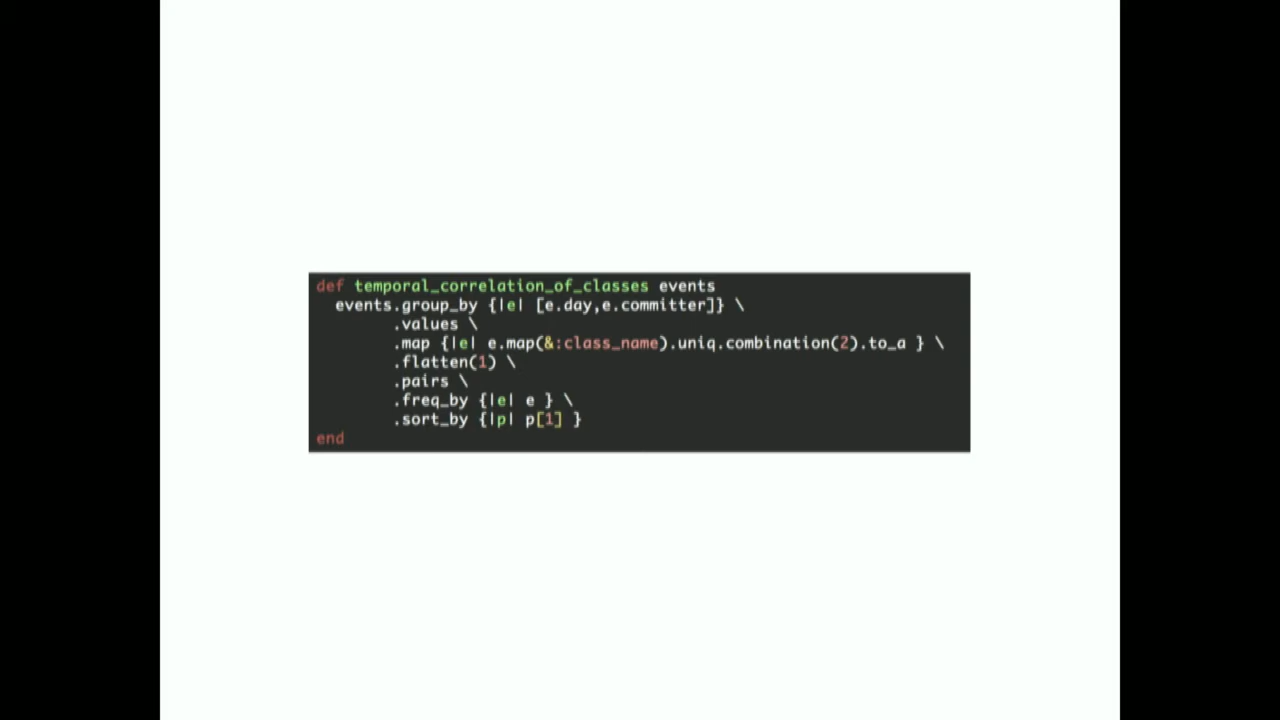 def temporal_correlation_of_classes events
  events.group_by {|e| [e.day,e.committer]} \
        .values \
        .map {|e| e.map(&:class_name).uniq.combination(2).to_a } \
        .flatten(1) \
        .pairs \
        .freq_by {|e| e } \
        .sort_by {|p| p[1] }
end